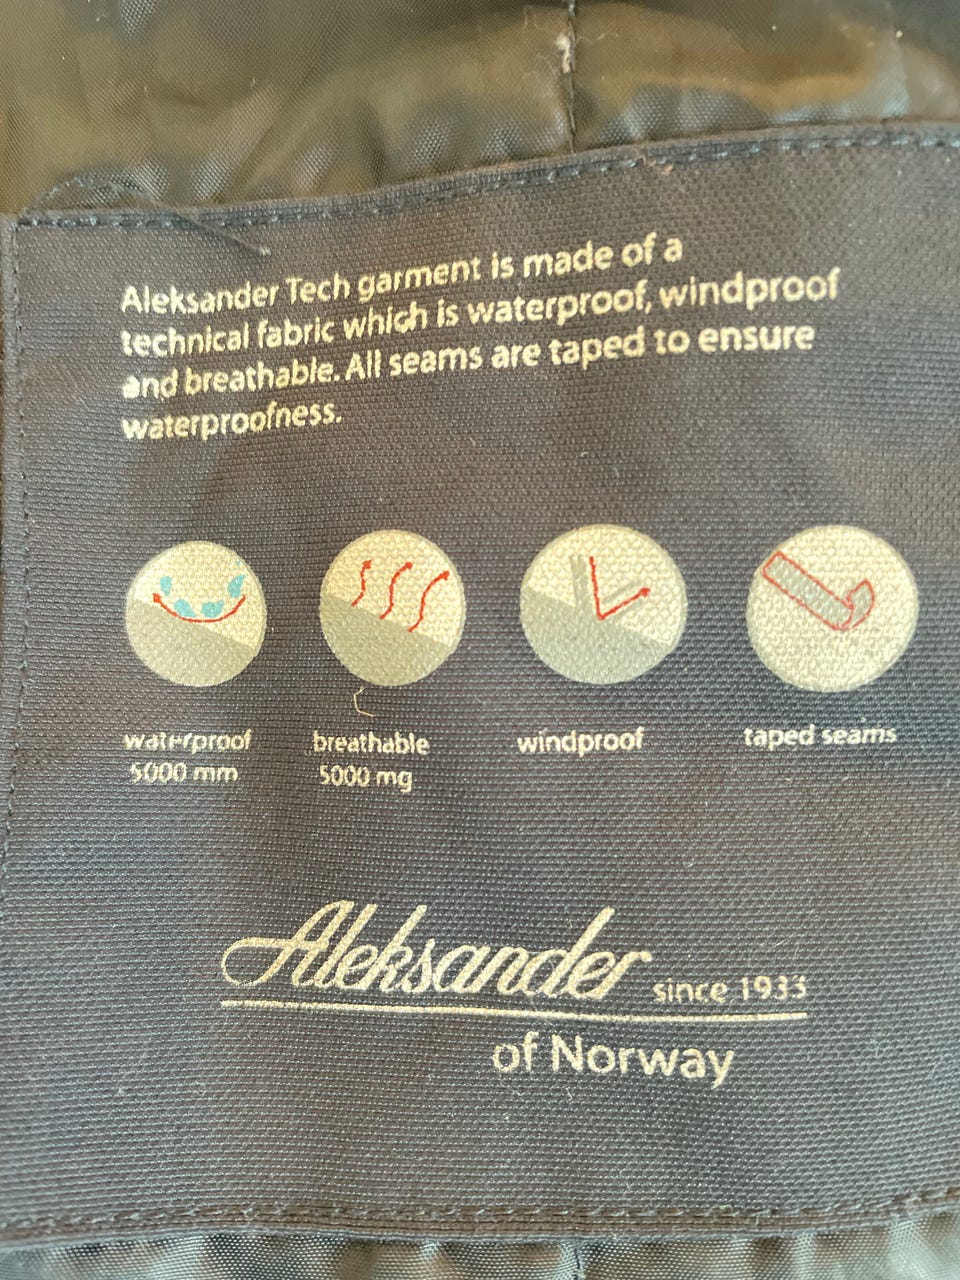 Aleksander Tech garment is made of a
technical fabric which is waterproof, windproof
and breathable. All seams are taped to ensure
waterproofness.
waterproof
5000 mm
breathable
5000 mg
windproof
taped seams
Aleksander since 1933
of Norway